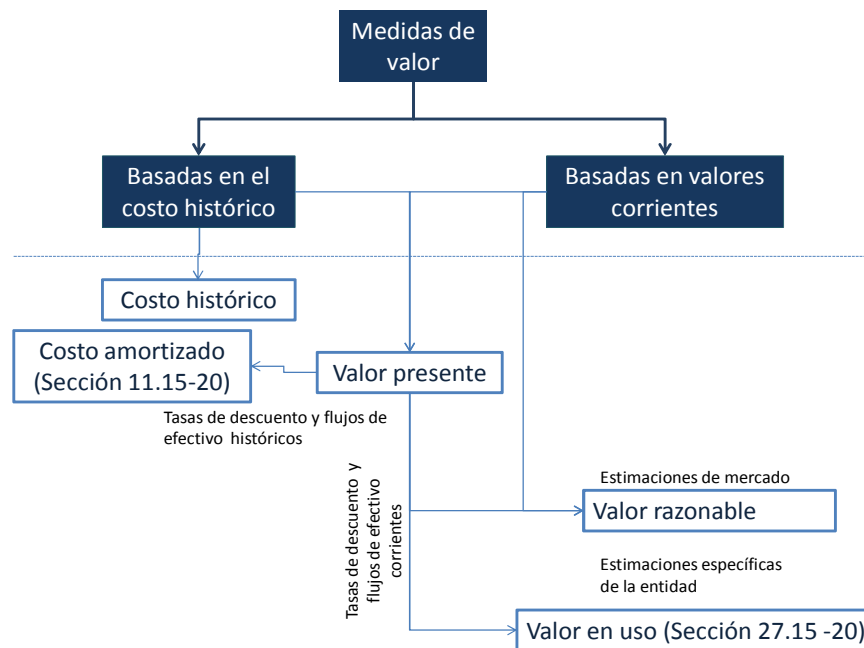 Medidas de
valor
Basadas en el
costo histórico
Basadas en valores
corrientes
Costo histórico
Costo amortizado
(Sección 11.15-20)
Valor presente
Tasas de descuento y flujos de
efectivo históricos
Tasas de descuento y
flujos de efectivo
corrientes
Estimaciones de mercado
Valor razonable
Estimaciones específicas
de la entidad
Valor en uso (Sección 27.15 -20)